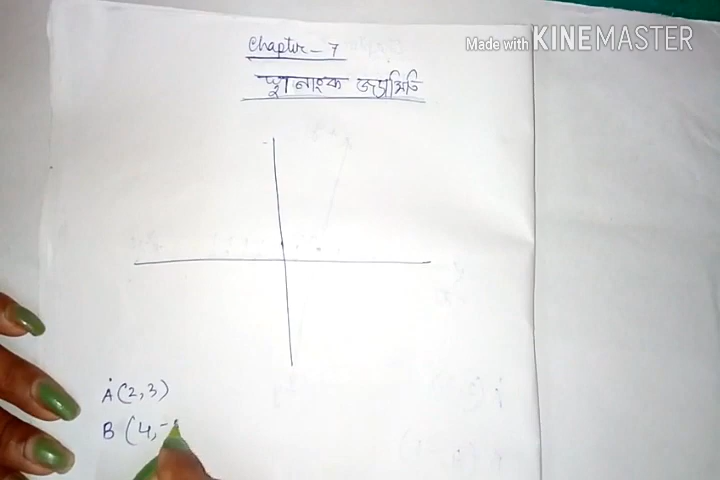 Made with KINEMASTER
Chapter - 7
স্থানাংক জ্যামিতি
A (2, 3)
B (4, -